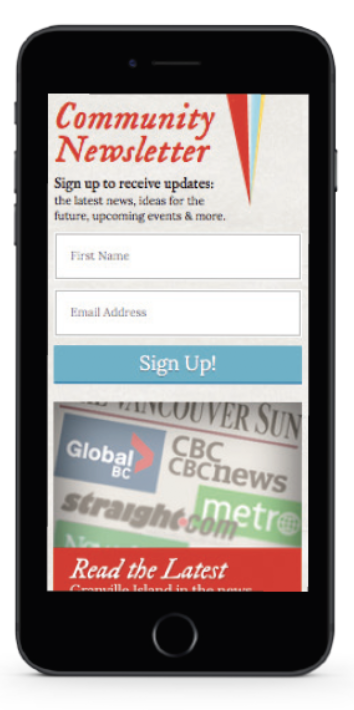 Community
Newsletter
Sign up to receive updates:
the latest news, ideas for the
future, upcoming events & more.
First Name
Email Address
Sign Up!
VANCOUVER SUN
Global
BC
CBC
CBCnews
straight.com
metro
Read the Latest
Granville Island in the news